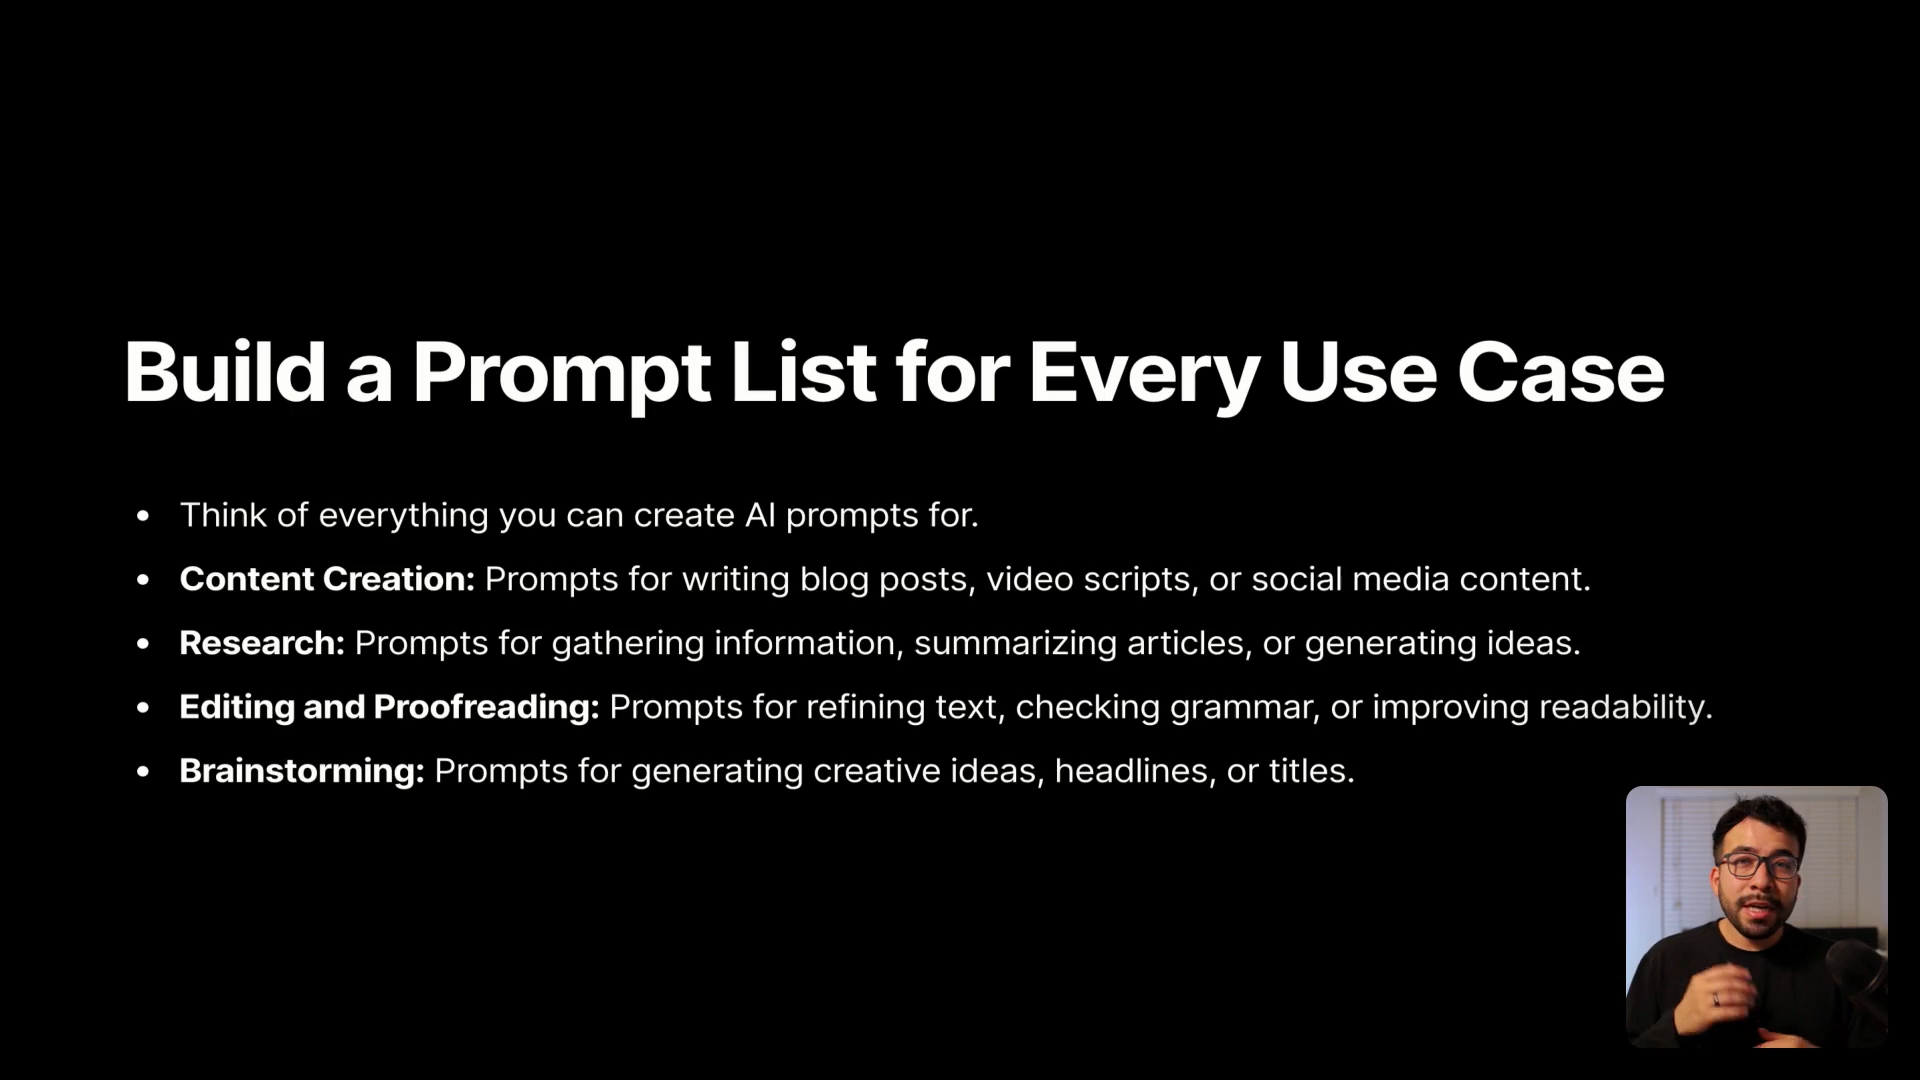 Build a Prompt List for Every Use Case
• Think of everything you can create AI prompts for.
• Content Creation: Prompts for writing blog posts, video scripts, or social media content.
• Research: Prompts for gathering information, summarizing articles, or generating ideas.
• Editing and Proofreading: Prompts for refining text, checking grammar, or improving readability.
• Brainstorming: Prompts for generating creative ideas, headlines, or titles.